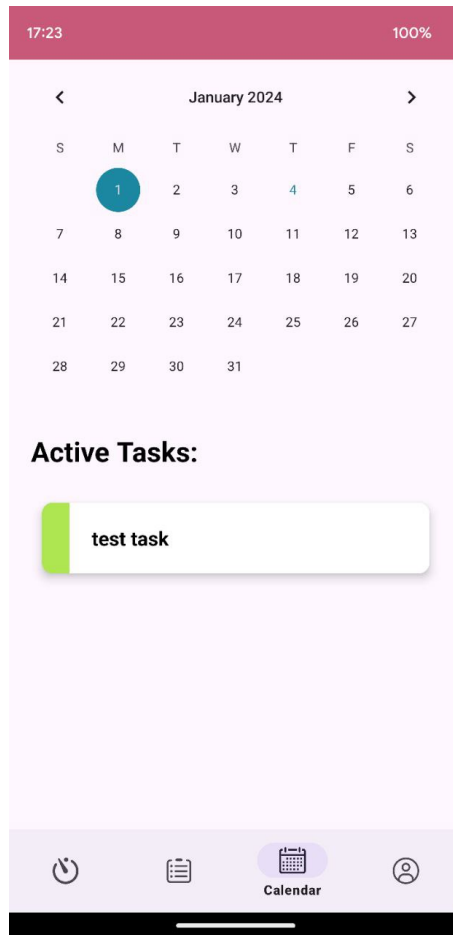 17:23 100%
January 2024
S M T W T F S
1 2 3 4 5 6
7 8 9 10 11 12 13
14 15 16 17 18 19 20
21 22 23 24 25 26 27
28 29 30 31
Active Tasks:
test task
Calendar